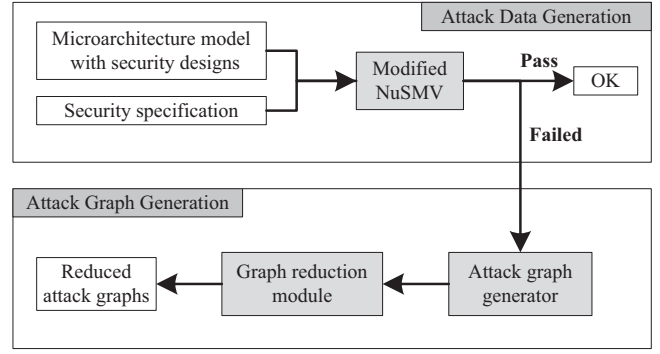 Attack Data Generation
Microarchitecture model
with security designs
Security specification
Modified
NuSMV
Pass
OK
Failed
Attack Graph Generation
Reduced
attack graphs
Graph reduction
module
Attack graph
generator